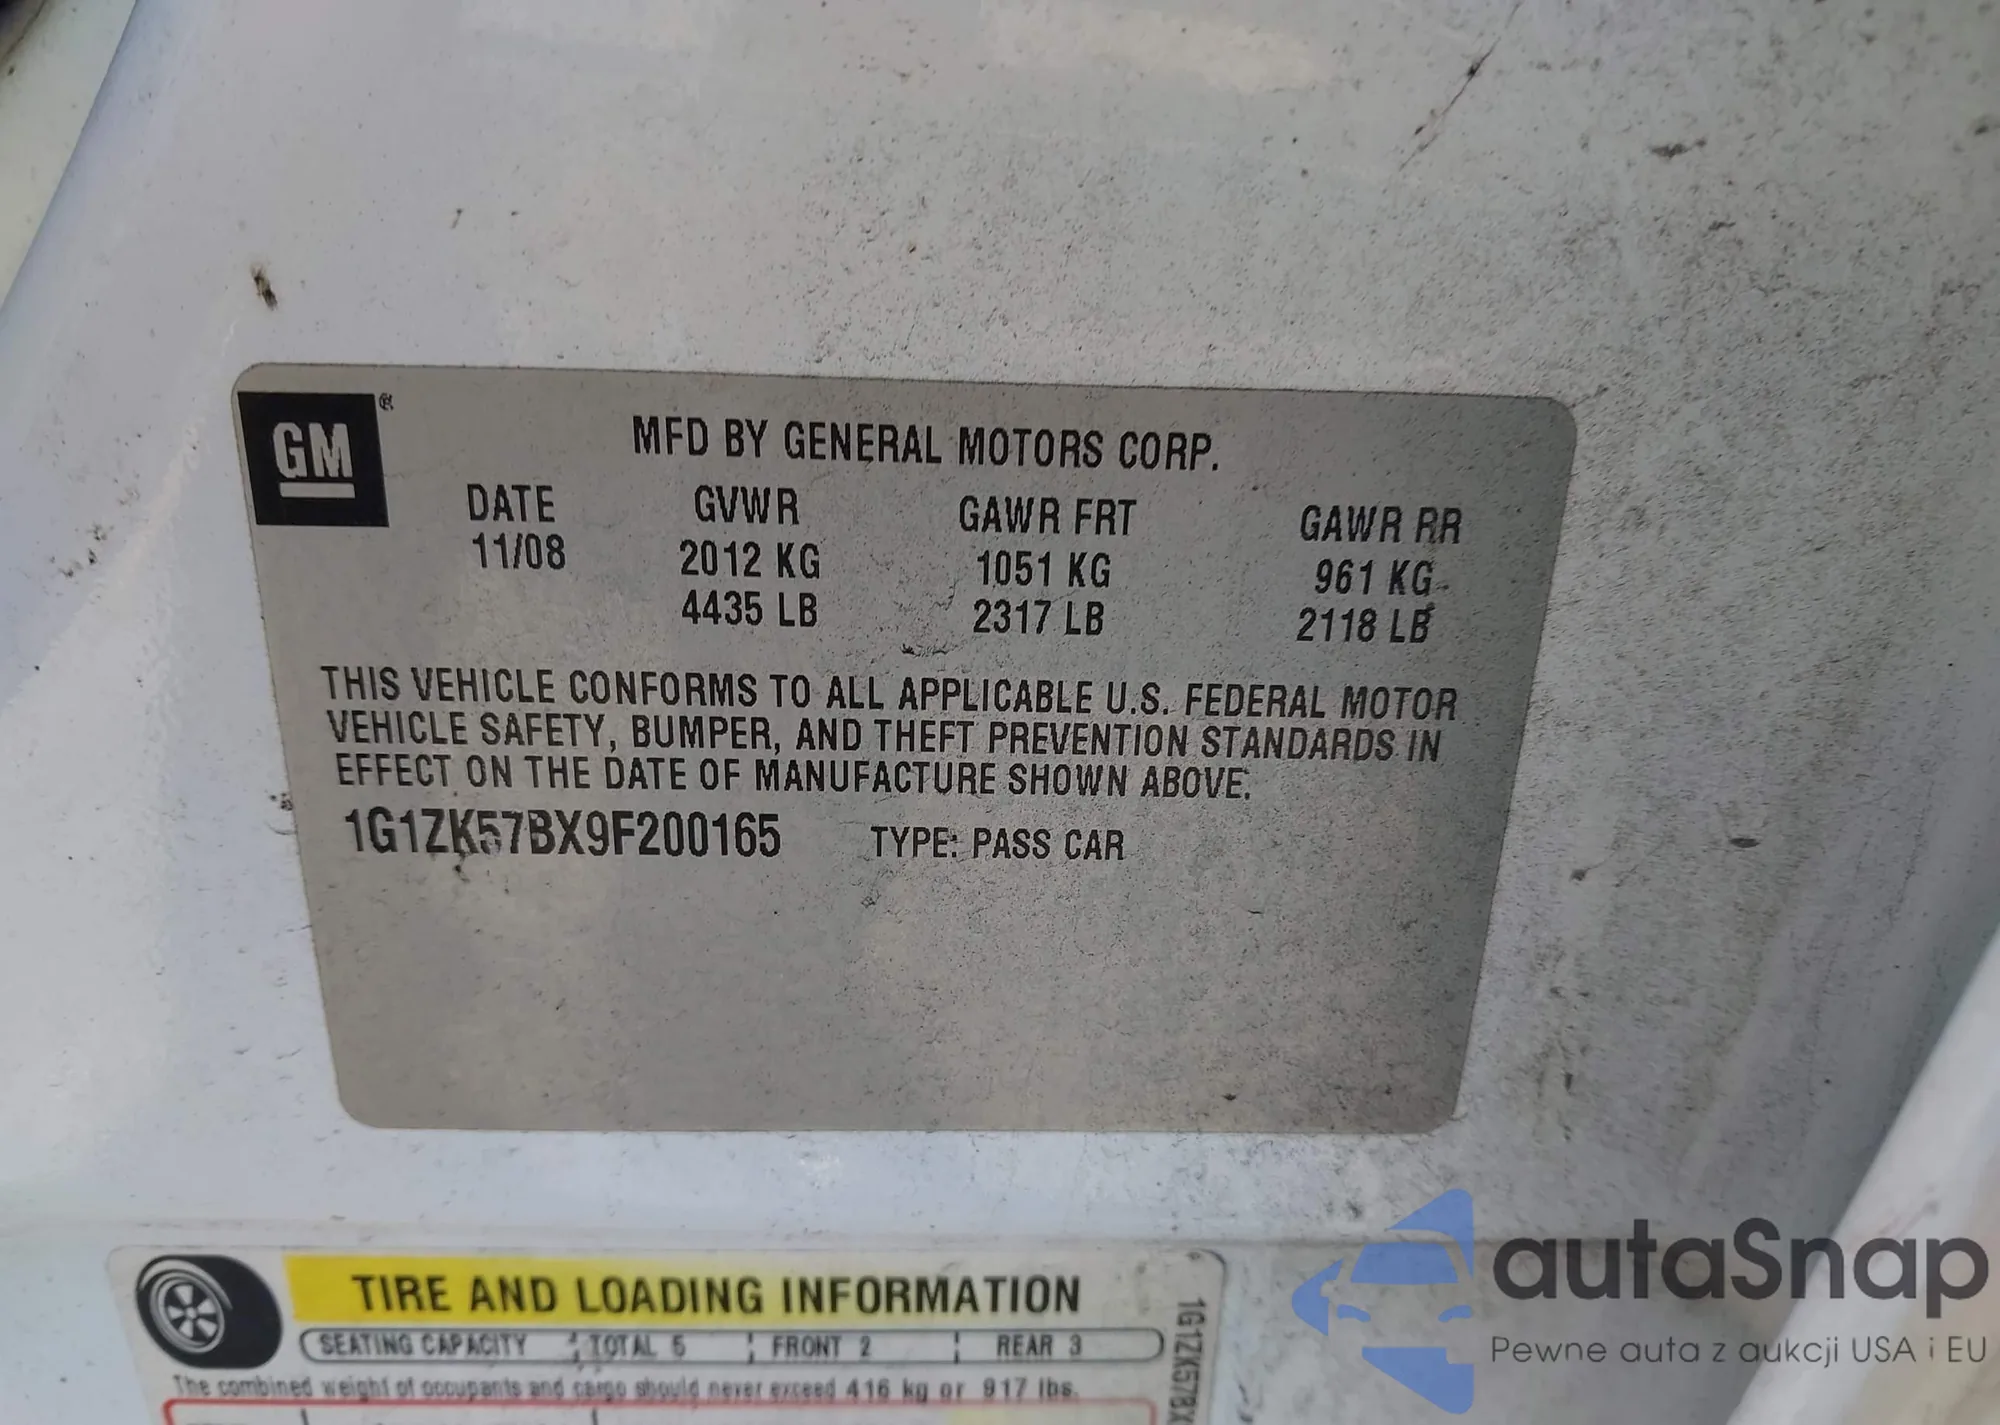 GM ®
MFD BY GENERAL MOTORS CORP.
DATE GVWR GAWR FRT GAWR RR
11/08 2012 KG 1051 KG 961 KG
4435 LB 2317 LB 2118 LB
THIS VEHICLE CONFORMS TO ALL APPLICABLE U.S. FEDERAL MOTOR
VEHICLE SAFETY, BUMPER, AND THEFT PREVENTION STANDARDS IN
EFFECT ON THE DATE OF MANUFACTURE SHOWN ABOVE.
1G1ZK57BX9F200165 TYPE: PASS CAR
TIRE AND LOADING INFORMATION
SEATING CAPACITY TOTAL 5 FRONT 2 REAR 3
The combined weight of occupants and cargo should never exceed 416 kg or 917 lbs.
1G1ZK57BX
autaSnap
Pewne auta z aukcji USA i EU